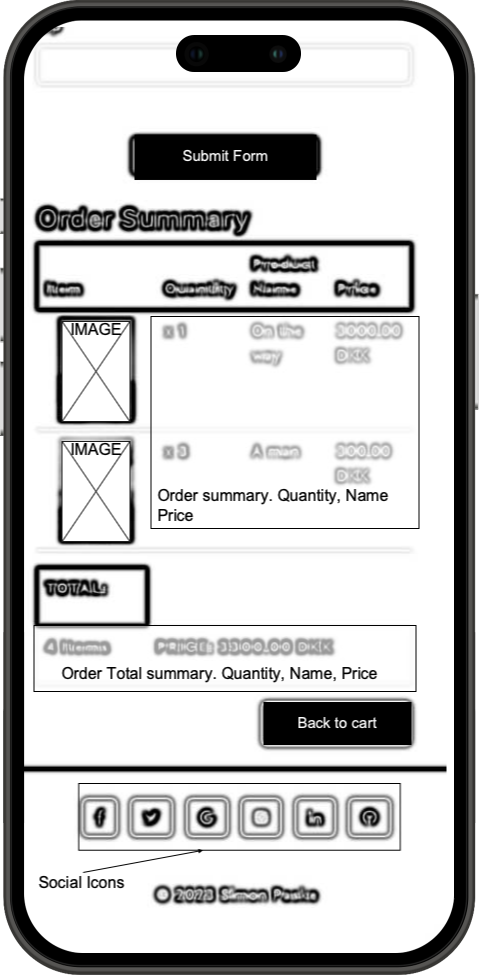 Submit Form
Order Summary
Product
Item Quantity Name Price
IMAGE
x 1 On the 3000.00
way DKK
IMAGE
x 3 A man 300.00
DKK
Order summary. Quantity, Name
Price
TOTAL:
4 Items PRICE: 3300.00 DKK
Order Total summary. Quantity, Name, Price
Back to cart
Social Icons
© 2023 Simon